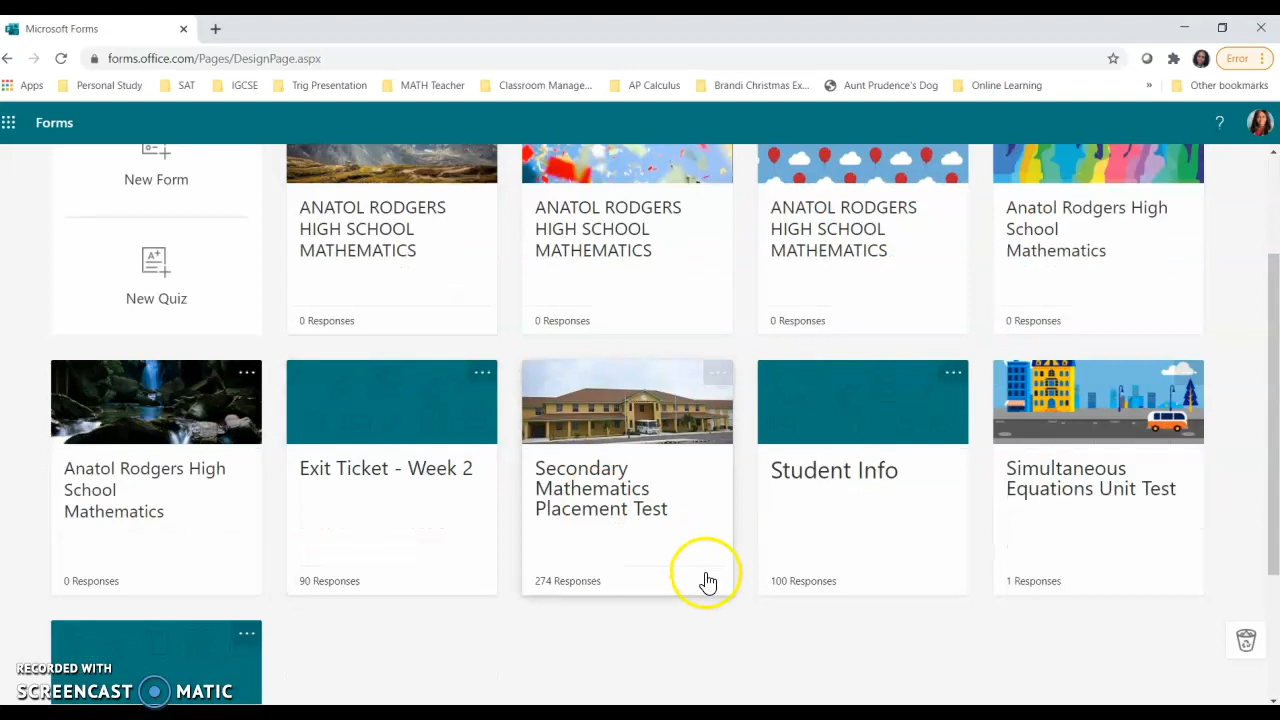 Microsoft Forms
forms.office.com/Pages/DesignPage.aspx
Error
Apps
Personal Study
SAT
IGCSE
Trig Presentation
MATH Teacher
Classroom Manage...
AP Calculus
Brandi Christmas Ex...
Aunt Prudence's Dog
Online Learning
»
Other bookmarks
Forms
?
New Form
A+
New Quiz
ANATOL RODGERS
HIGH SCHOOL
MATHEMATICS
0 Responses
ANATOL RODGERS
HIGH SCHOOL
MATHEMATICS
0 Responses
ANATOL RODGERS
HIGH SCHOOL
MATHEMATICS
0 Responses
Anatol Rodgers High
School
Mathematics
0 Responses
Anatol Rodgers High
School
Mathematics
0 Responses
Exit Ticket - Week 2
90 Responses
Secondary
Mathematics
Placement Test
274 Responses
Student Info
100 Responses
Simultaneous
Equations Unit Test
1 Responses
RECORDED WITH
SCREENCAST MATIC